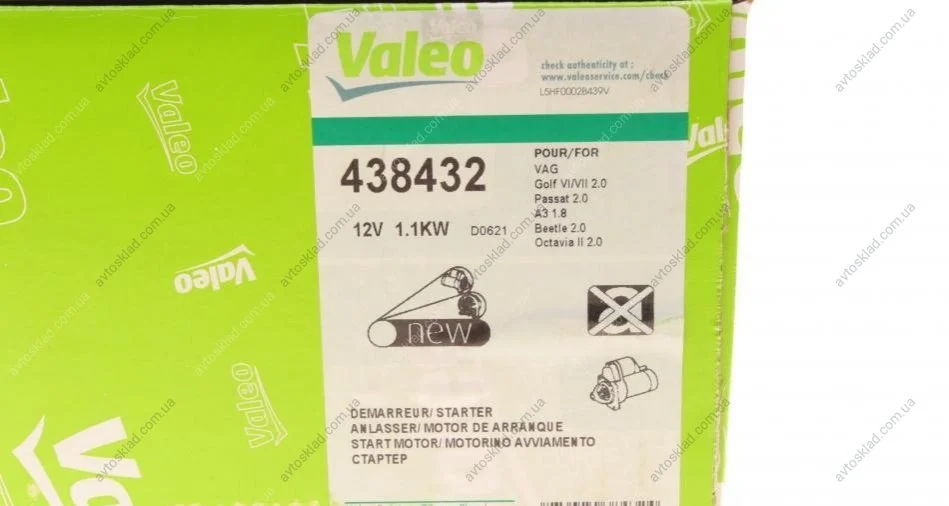 Valeo
check authenticity at :
www.valeoservice.com/check
L5HF00028439V
438432
12V 1.1KW D0621
POUR/FOR
VAG
Golf VI/VII 2.0
Passat 2.0
A3 1.8
Beetle 2.0
Octavia II 2.0
new
DEMARREUR/ STARTER
ANLASSER/ MOTOR DE ARRANQUE
START MOTOR/ MOTORINO AVVIAMENTO
СТАРТЕР
Valeo
Valeo
Valeo
Valeo
avtosklad.com.ua